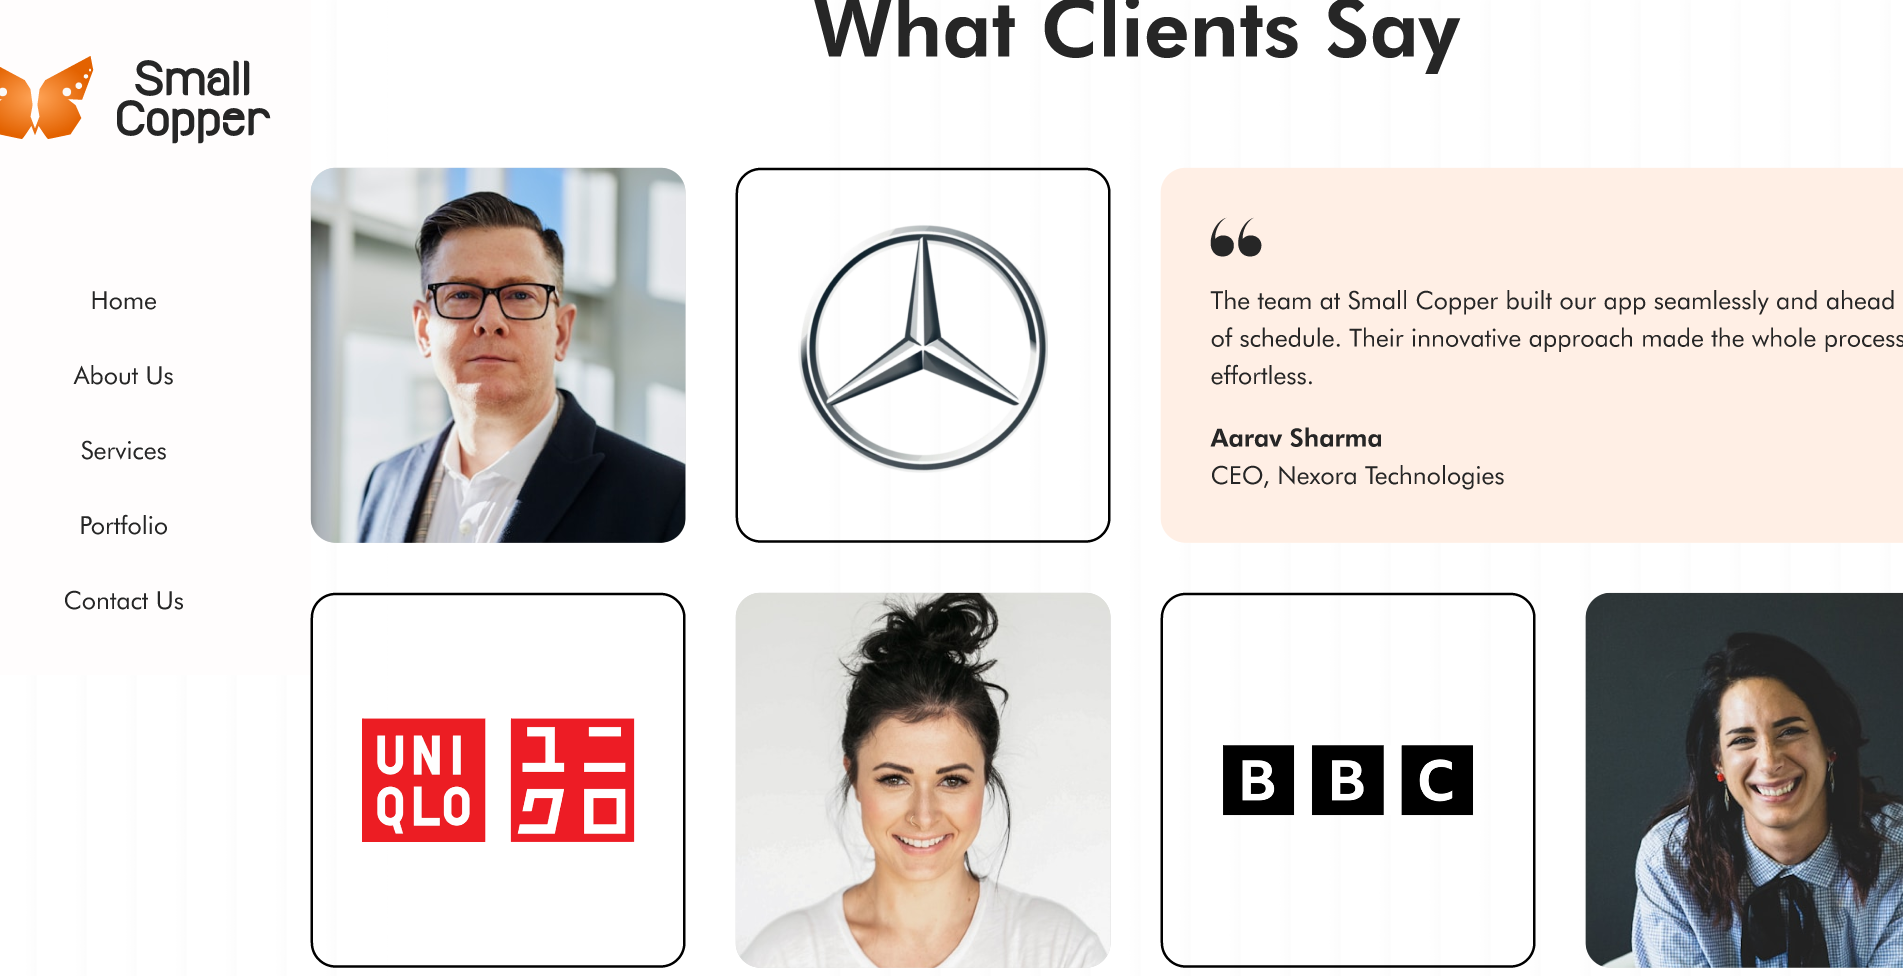 What Clients Say
Small
Copper
Home
About Us
Services
Portfolio
Contact Us
The team at Small Copper built our app seamlessly and ahead
of schedule. Their innovative approach made the whole process
effortless.
Aarav Sharma
CEO, Nexora Technologies
UNI
QLO
ユニ
クロ
BBC